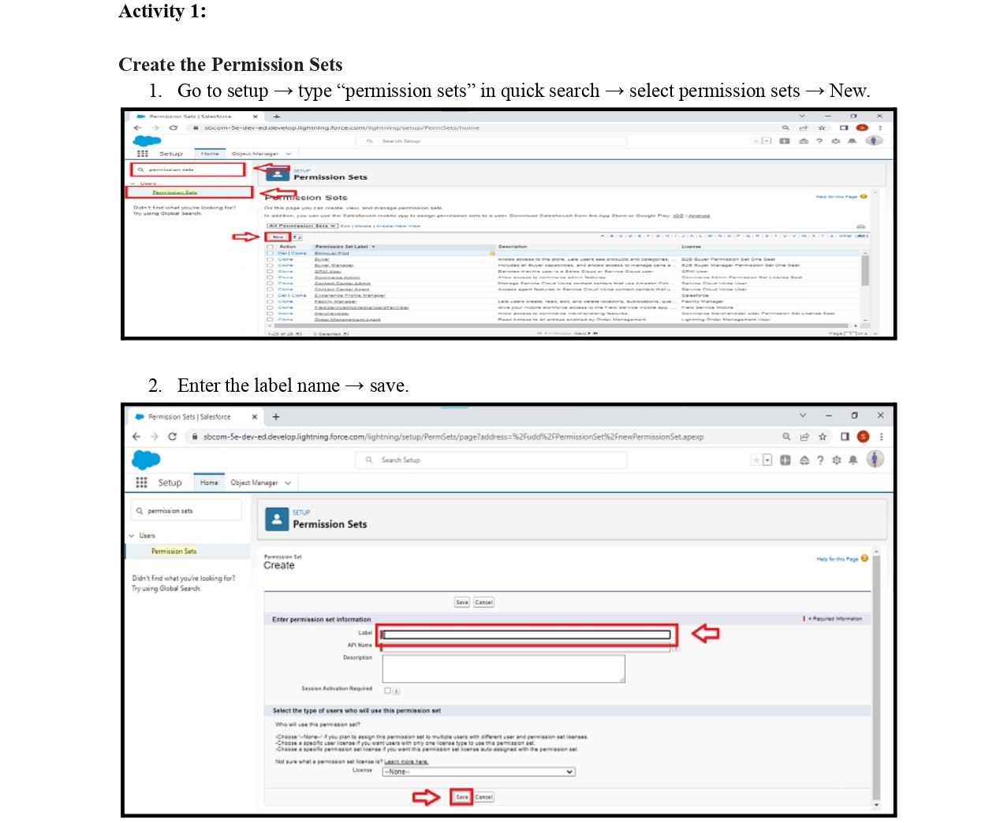 Activity 1:
Create the Permission Sets
1. Go to setup → type “permission sets” in quick search → select permission sets → New.
Permission Sets | Salesforce
sbcom-5e-dev-ed.develop.lightning.force.com/lightning/setup/PermSets/home
Search Setup
Setup Home Object Manager
permission sets
SETUP
Permission Sets
Users
Permission Sets
Didn't find what you're looking for?
Try using Global Search.
Permission Sets
Help for this Page
On this page you can create, view, and manage permission sets.
In addition, you can use the Salesforce mobile app to assign permission sets to a user. Download Salesforce from the App Store or Google Play: iOS | Android
All Permission Sets Edit | Delete | Create New View
New
A | B | C | D | E | F | G | H | I | J | K | L | M | N | O | P | Q | R | S | T | U | V | W | X | Y | Z | Other | All
Action Permission Set Label Description License
Del | Clone
Clone Buyer Allows access to the store. Lets users see products and categories, ... B2B Buyer Permission Set One Seat
Clone Buyer Manager Includes all Buyer capabilities, and allows access to manage carts a... B2B Buyer Manager Permission Set One Seat
Clone CRM User Denotes that the user is a Sales Cloud or Service Cloud user. CRM User
Clone Commerce Admin Allow access to commerce admin features. Commerce Admin Permission Set License Seat
Clone Contact Center Admin Manage Service Cloud Voice contact centers that use Amazon Con... Service Cloud Voice User
Clone Contact Center Agent Access agent features in Service Cloud Voice contact centers that u... Service Cloud Voice User
Del | Clone Experience Profile Manager Salesforce
Clone Facility Manager Lets users create, read, edit, and delete locations, sublocations, que... Facility Manager
Clone FieldServiceMobileStandardPermSet Give your mobile workforce access to the Field Service mobile app. ... Field Service Mobile
Clone Merchandiser Allow access to commerce merchandising features. Commerce Merchandiser User Permission Set License Seat
Clone Order Management Agent Read Access to all entities enabled by Order Management Lightning Order Management User
1-25 of 26 0 Selected Previous Next Page 1 of 2
2. Enter the label name → save.
Permission Sets | Salesforce
sbcom-5e-dev-ed.develop.lightning.force.com/lightning/setup/PermSets/page?address=%2Fudd%2FPermissionSet%2FnewPermissionSet.apexp
S
Search Setup
Setup Home Object Manager
permission sets
SETUP
Permission Sets
Users
Permission Sets
Didn't find what you're looking for?
Try using Global Search.
Permission Set
Create
Help for this Page
Save Cancel
Enter permission set information
= Required Information
Label
API Name
Description
Session Activation Required
Select the type of users who will use this permission set
Who will use this permission set?
-Choose '--None--' if you plan to assign this permission set to multiple users with different user and permission set licenses.
-Choose a specific user license if you want users with only one license type to use this permission set.
-Choose a specific permission set license if you want this permission set license auto-assigned with the permission set.
Not sure what a permission set license is? Learn more here.
License --None--
Save Cancel